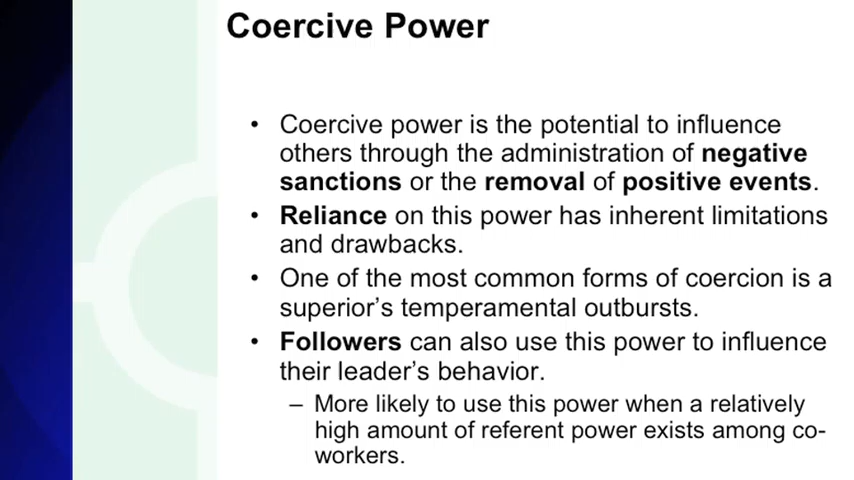 Coercive Power
• Coercive power is the potential to influence
others through the administration of negative
sanctions or the removal of positive events.
• Reliance on this power has inherent limitations
and drawbacks.
• One of the most common forms of coercion is a
superior’s temperamental outbursts.
• Followers can also use this power to influence
their leader’s behavior.
– More likely to use this power when a relatively
high amount of referent power exists among co-
workers.